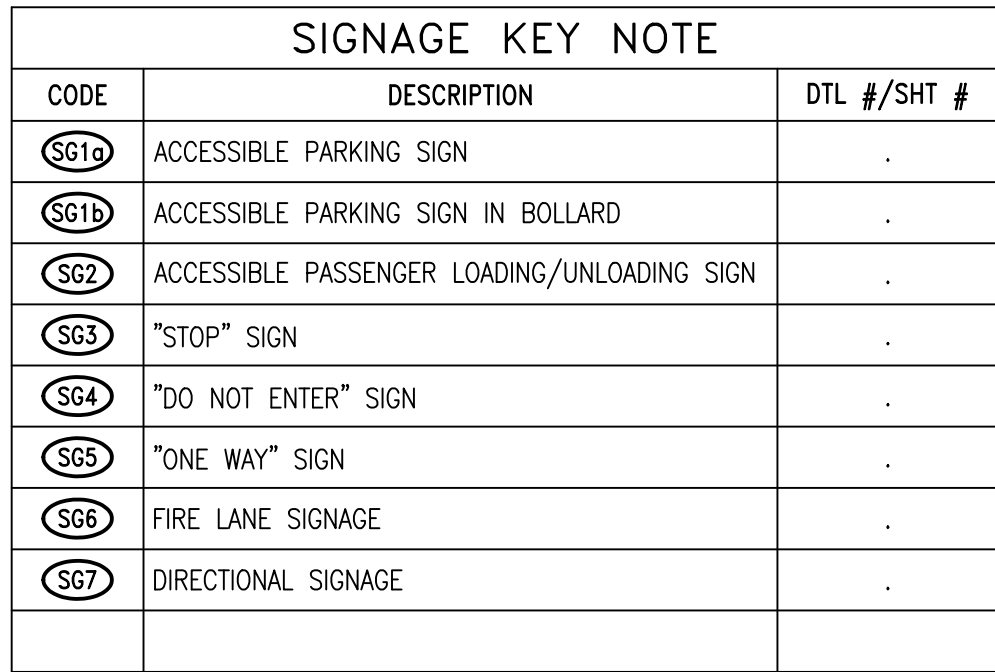 SIGNAGE KEY NOTE
CODE DESCRIPTION DTL #/SHT #
SG1a ACCESSIBLE PARKING SIGN .
SG1b ACCESSIBLE PARKING SIGN IN BOLLARD .
SG2 ACCESSIBLE PASSENGER LOADING/UNLOADING SIGN .
SG3 "STOP" SIGN .
SG4 "DO NOT ENTER" SIGN .
SG5 "ONE WAY" SIGN .
SG6 FIRE LANE SIGNAGE .
SG7 DIRECTIONAL SIGNAGE .